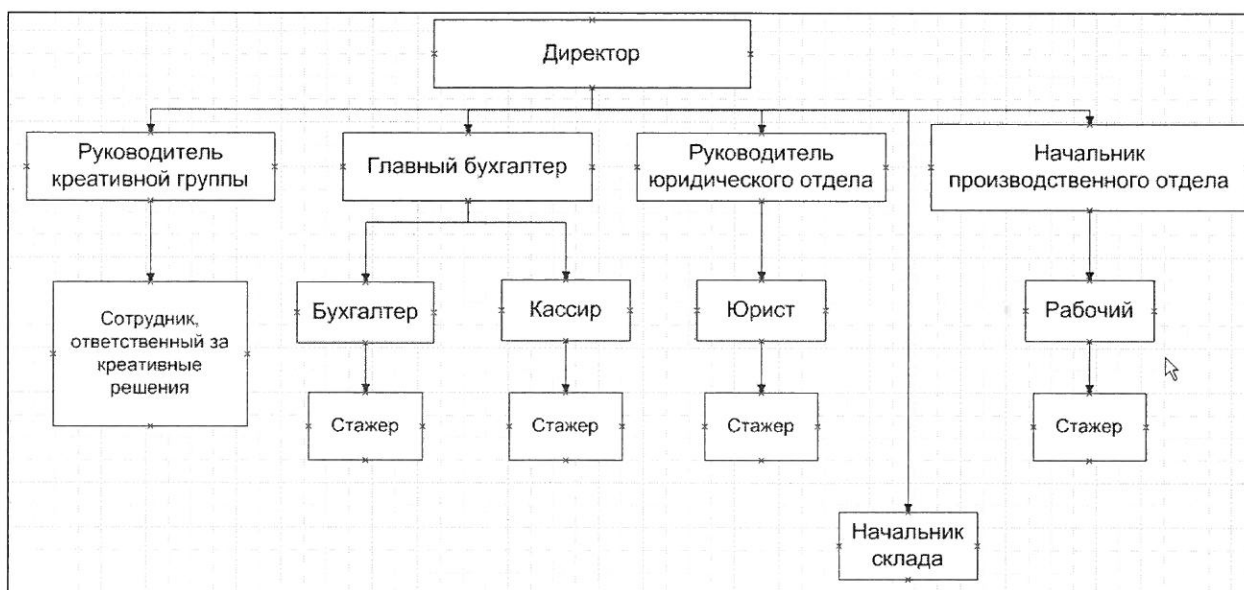 Директор
Руководитель
креативной группы
Главный бухгалтер
Руководитель
юридического отдела
Начальник
производственного отдела
Сотрудник,
ответственный за
креативные
решения
Бухгалтер
Кассир
Юрист
Рабочий
Стажер
Стажер
Стажер
Стажер
Начальник
склада